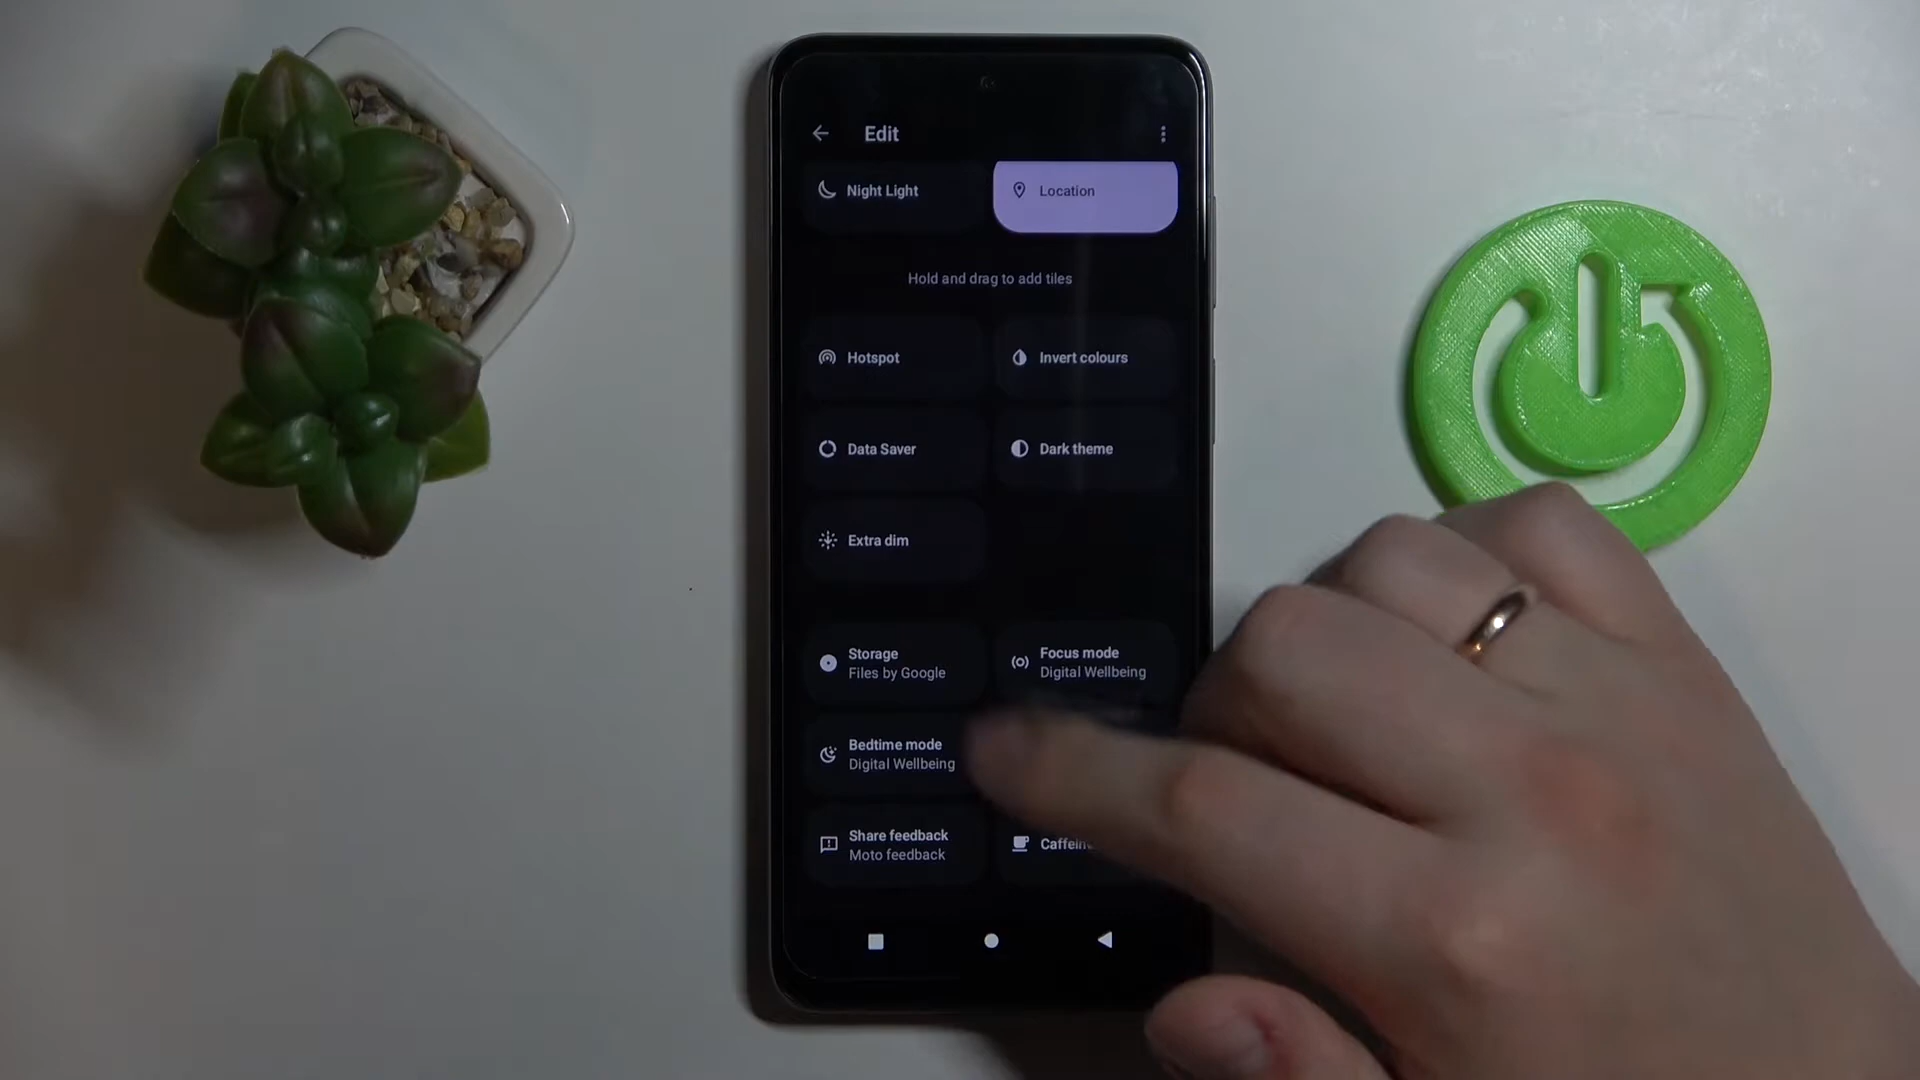 Edit
Night Light
Location
Hold and drag to add tiles
Hotspot
Invert colours
Data Saver
Dark theme
Extra dim
Storage
Files by Google
Focus mode
Digital Wellbeing
Bedtime mode
Digital Wellbeing
Share feedback
Moto feedback